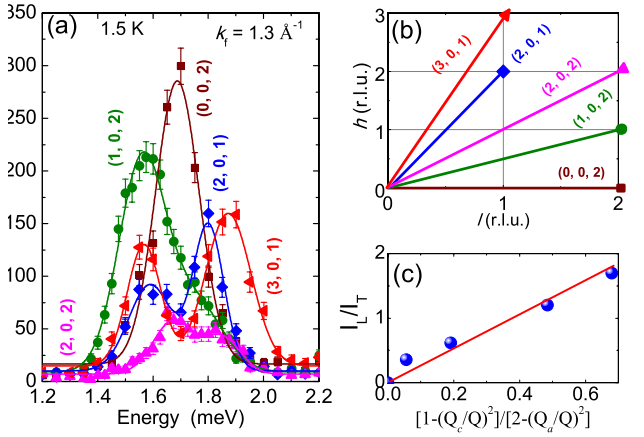 (a)
1.5 K
k_f = 1.3 Å⁻¹
(0, 0, 2)
(1, 0, 2)
(2, 0, 1)
(3, 0, 1)
(2, 0, 2)
350
300
250
200
150
100
50
0
1.2 1.4 1.6 1.8 2.0 2.2
Energy (meV)
(b)
h (r.l.u.)
3
2
1
0
(3, 0, 1)
(2, 0, 1)
(2, 0, 2)
(1, 0, 2)
(0, 0, 2)
0 1 2
l (r.l.u.)
(c)
I_L/I_T
2
1
0
0.0 0.2 0.4 0.6
[1-(Q_c/Q)²]/[2-(Q_a/Q)²]